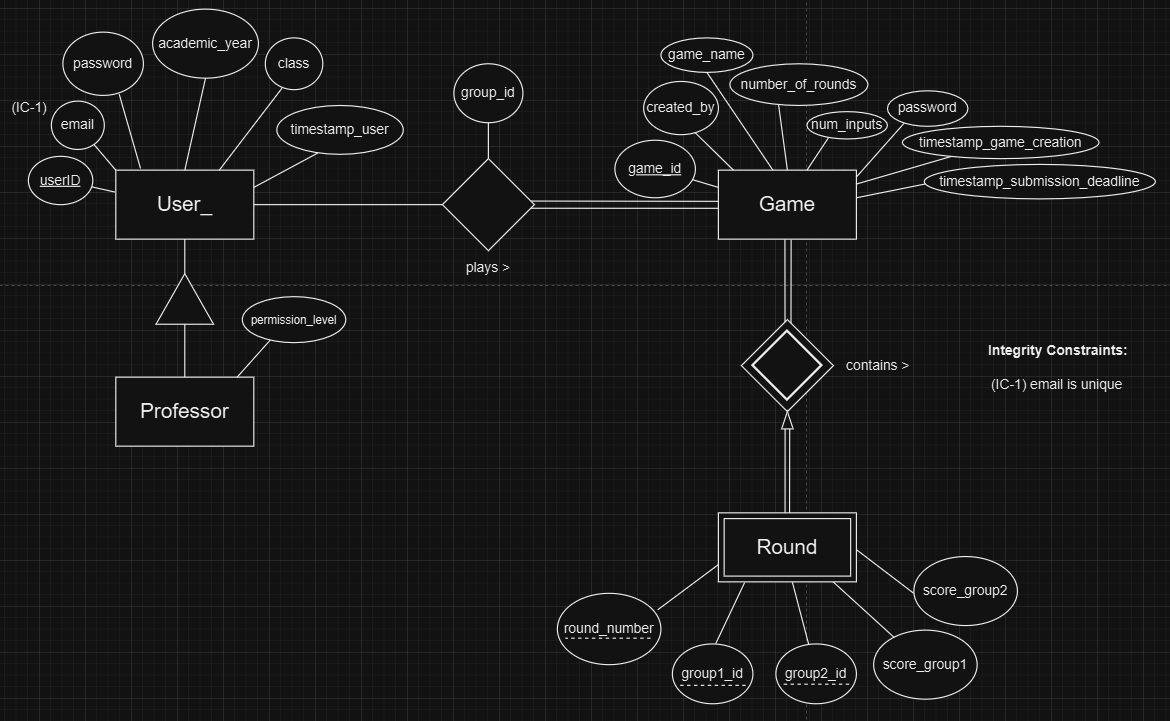 academic_year
password
class
(IC-1)
email
timestamp_user
userID
User_
group_id
plays >
game_name
number_of_rounds
created_by
num_inputs
password
timestamp_game_creation
game_id
timestamp_submission_deadline
Game
permission_level
Professor
contains >
Integrity Constraints:
(IC-1) email is unique
Round
score_group2
round_number
score_group1
group1_id
group2_id